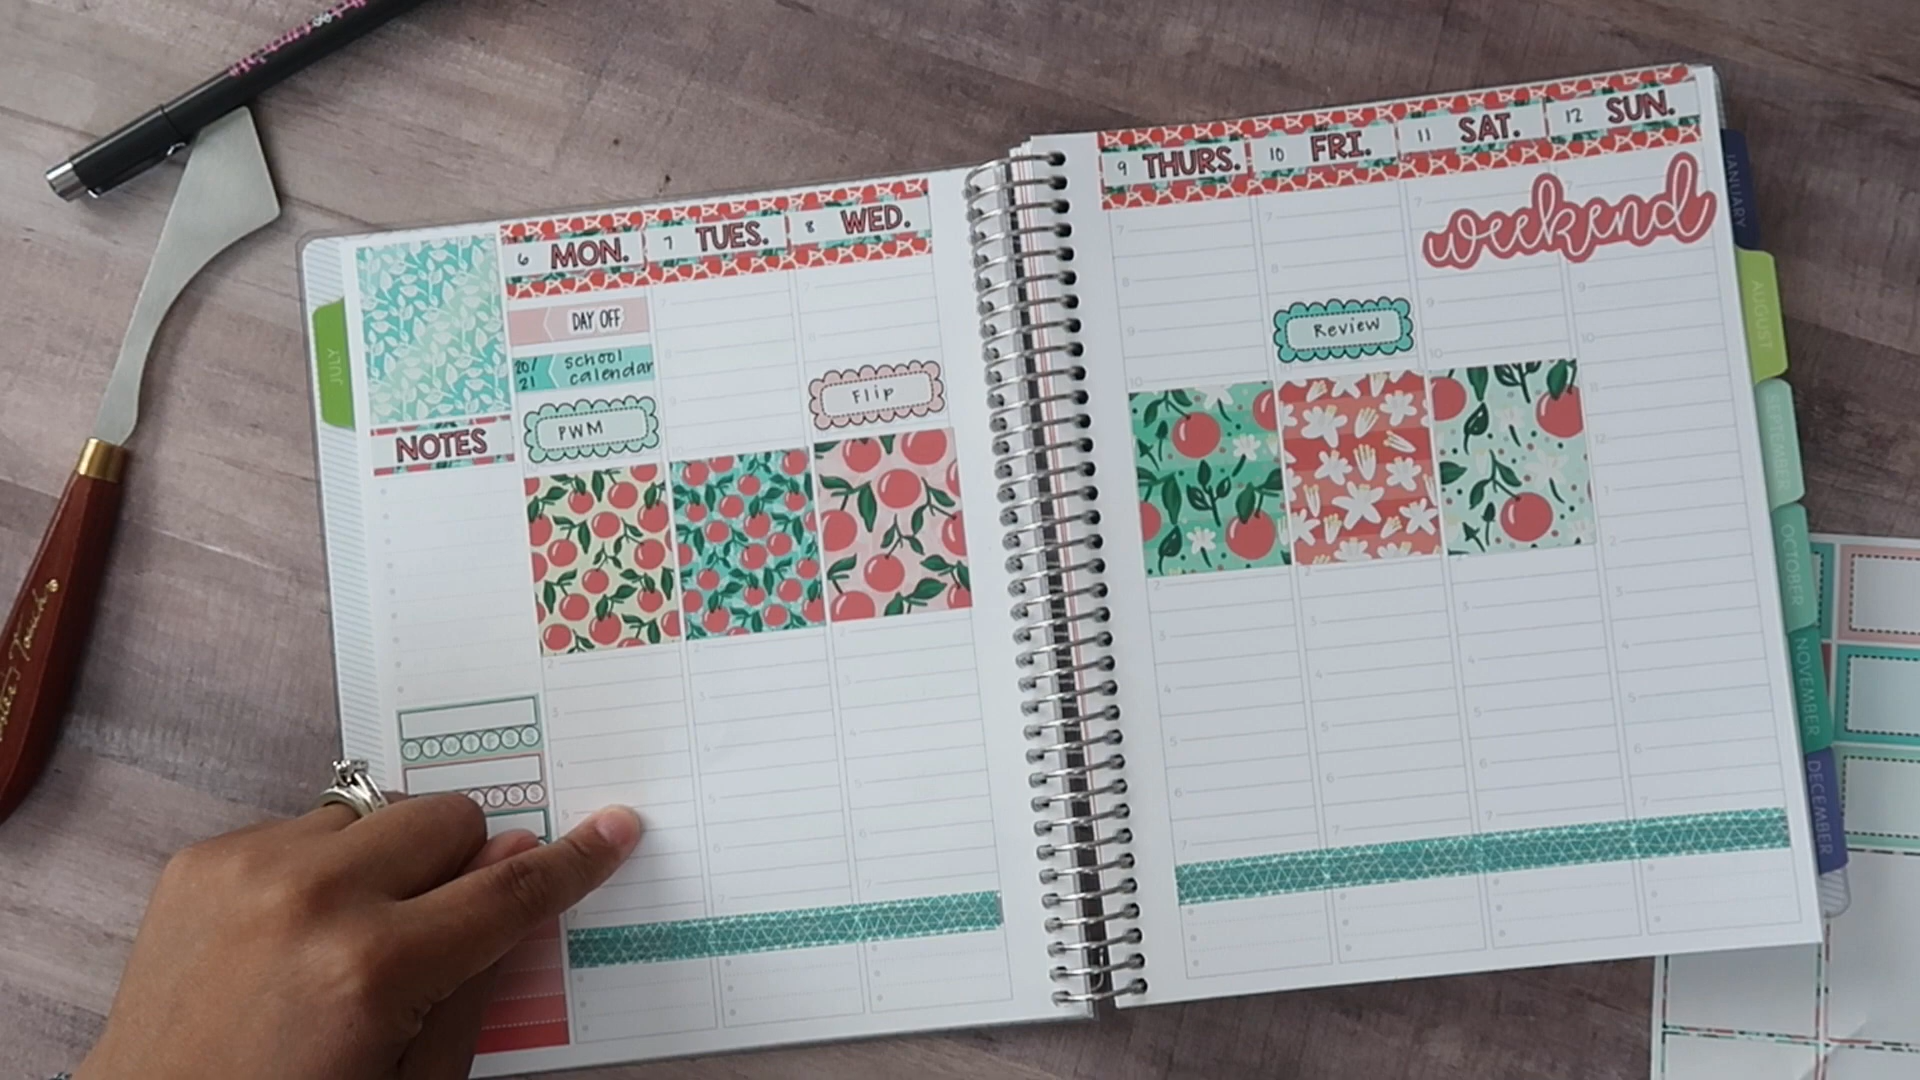 6 MON.
7 TUES.
8 WED.
9 THURS.
10 FRI.
11 SAT.
12 SUN.
weekend
DAY OFF
20/21 school calendar
PWM
Flip
Review
NOTES
M T W T F S S
F S S
JULY
JANUARY
AUGUST
SEPTEMBER
OCTOBER
NOVEMBER
DECEMBER